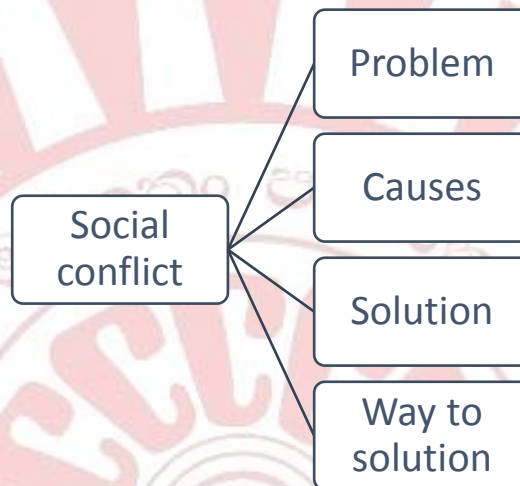 Problem
Causes
Social
conflict
Solution
Way to
solution